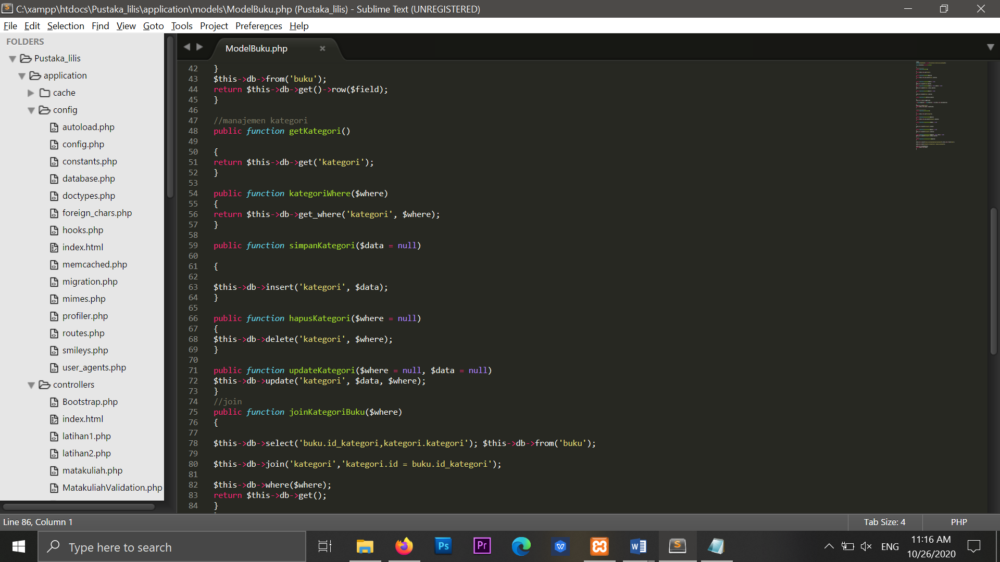 C:\xampp\htdocs\Pustaka_lilis\application\models\ModelBuku.php (Pustaka_lilis) - Sublime Text (UNREGISTERED)
File Edit Selection Find View Goto Tools Project Preferences Help
FOLDERS
Pustaka_lilis
application
cache
config
autoload.php
config.php
constants.php
database.php
doctypes.php
foreign_chars.php
hooks.php
index.html
memcached.php
migration.php
mimes.php
profiler.php
routes.php
smileys.php
user_agents.php
controllers
Bootstrap.php
index.html
latihan1.php
latihan2.php
matakuliah.php
MatakuliahValidation.php
ModelBuku.php
42 }
43 $this->db->from('buku');
44 return $this->db->get()->row($field);
45 }
46
47 //manajemen kategori
48 public function getKategori()
49
50 {
51 return $this->db->get('kategori');
52 }
53
54 public function kategoriWhere($where)
55 {
56 return $this->db->get_where('kategori', $where);
57 }
58
59 public function simpanKategori($data = null)
60
61 {
62
63 $this->db->insert('kategori', $data);
64 }
65
66 public function hapusKategori($where = null)
67 {
68 $this->db->delete('kategori', $where);
69 }
70
71 public function updateKategori($where = null, $data = null)
72 $this->db->update('kategori', $data, $where);
73 }
74 //join
75 public function joinKategoriBuku($where)
76 {
77
78 $this->db->select('buku.id_kategori,kategori.kategori'); $this->db->from('buku');
79
80 $this->db->join('kategori','kategori.id = buku.id_kategori');
81
82 $this->db->where($where);
83 return $this->db->get();
84 }
Line 86, Column 1
Tab Size: 4
PHP
Type here to search
Ps
Pr
ENG
11:16 AM
10/26/2020